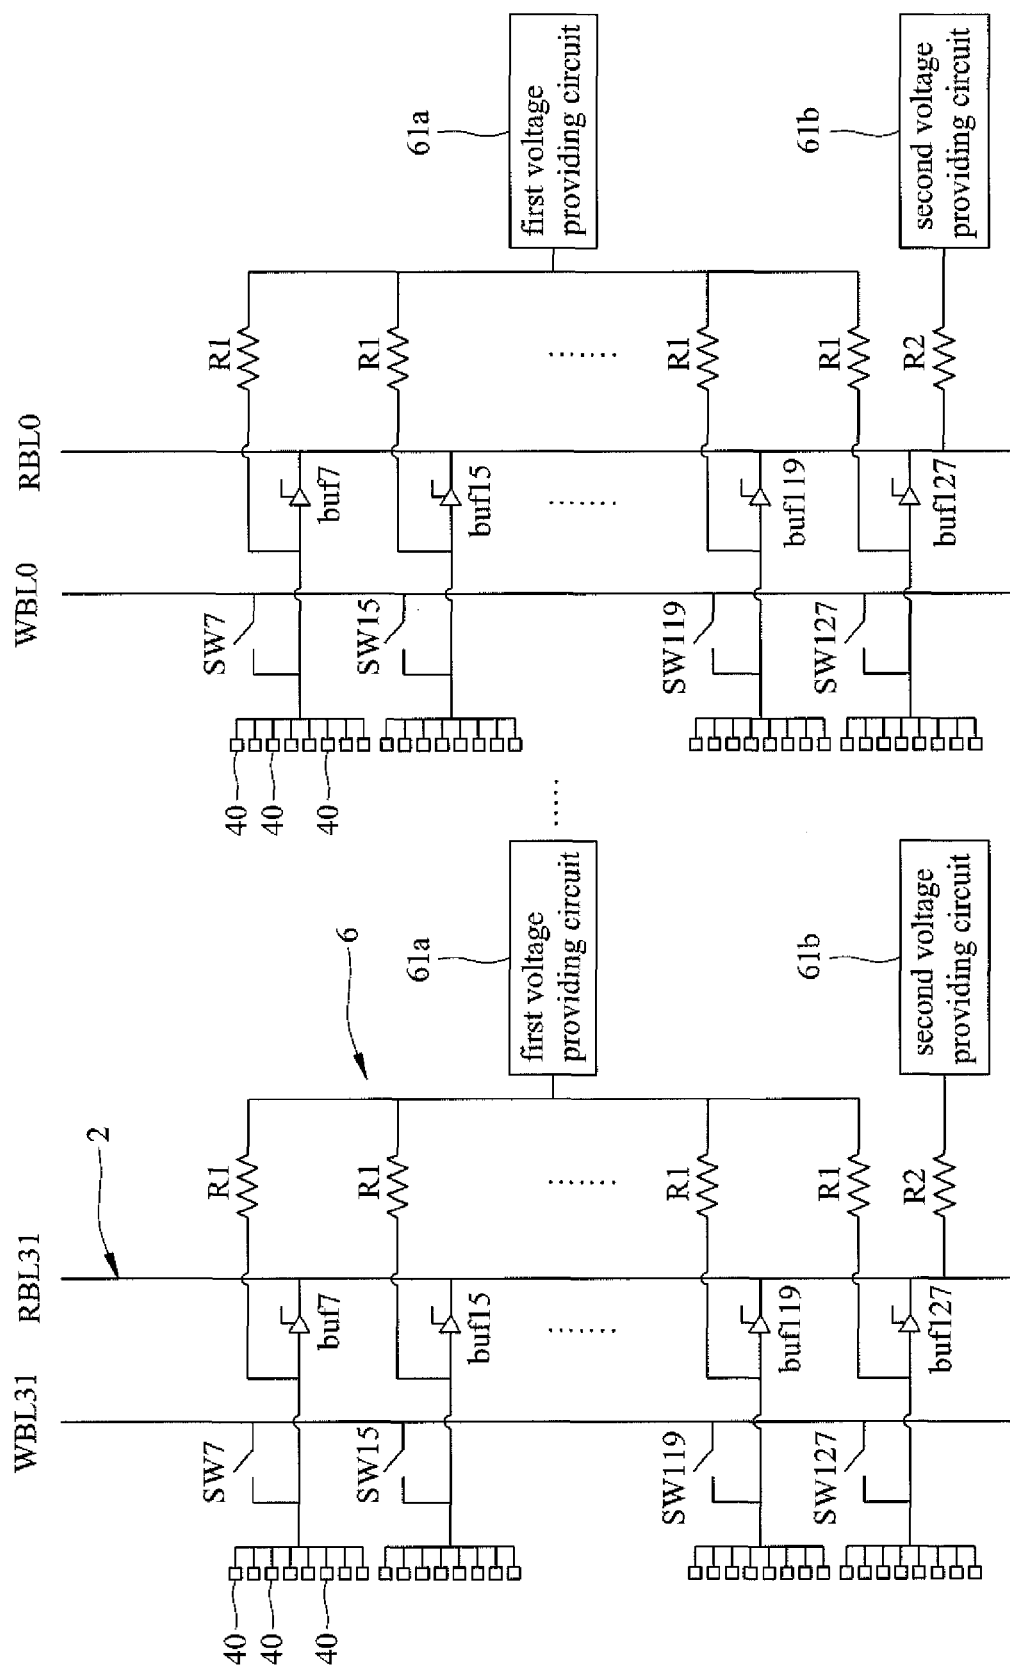 WBL31
RBL31
2
6
WBL0
RBL0
SW7
buf7
R1
SW15
buf15
R1
61a
first voltage
providing circuit
......
......
SW119
buf119
R1
SW127
buf127
R1
R2
61b
second voltage
providing circuit
40
40
40
......
SW7
buf7
R1
SW15
buf15
R1
61a
first voltage
providing circuit
......
......
SW119
buf119
R1
SW127
buf127
R1
R2
61b
second voltage
providing circuit
40
40
40